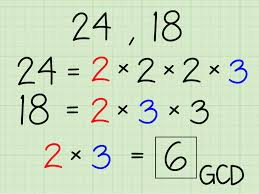 24 , 18
24 = 2 × 2 × 2 × 3
18 = 2 × 3 × 3
2 × 3 = 6 GCD